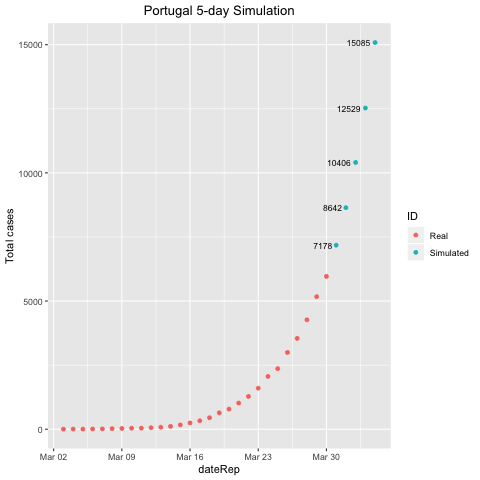 Portugal 5-day Simulation
Total cases
15000
10000
5000
0
15085
12529
10406
8642
7178
Mar 02
Mar 09
Mar 16
Mar 23
Mar 30
dateRep
ID
Real
Simulated